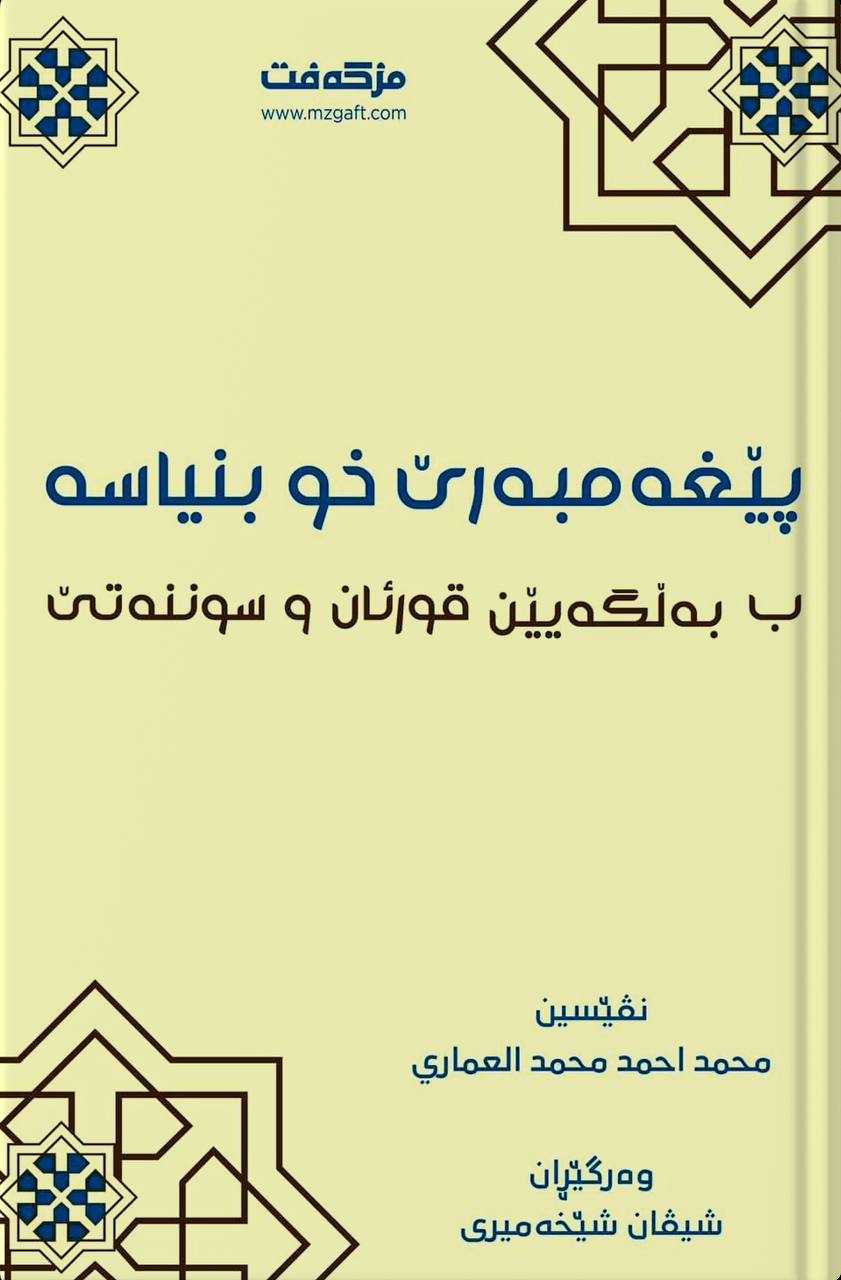 مزگەفت
www.mzgaft.com
پێغەمبەرێ خو بنیاسە
ب بەڵگەیێن قورئان و سوننەتێ
نڤێسین
محمد احمد محمد العماري
وەرگێڕان
شیڤان شێخەمیری